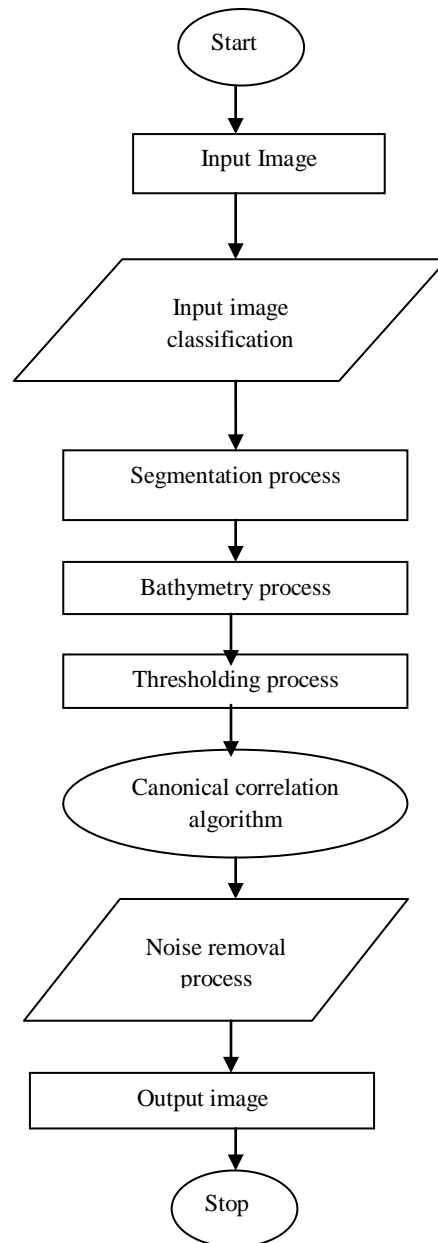 Start
Input Image
Input image
classification
Segmentation process
Bathymetry process
Thresholding process
Canonical correlation
algorithm
Noise removal
process
Output image
Stop